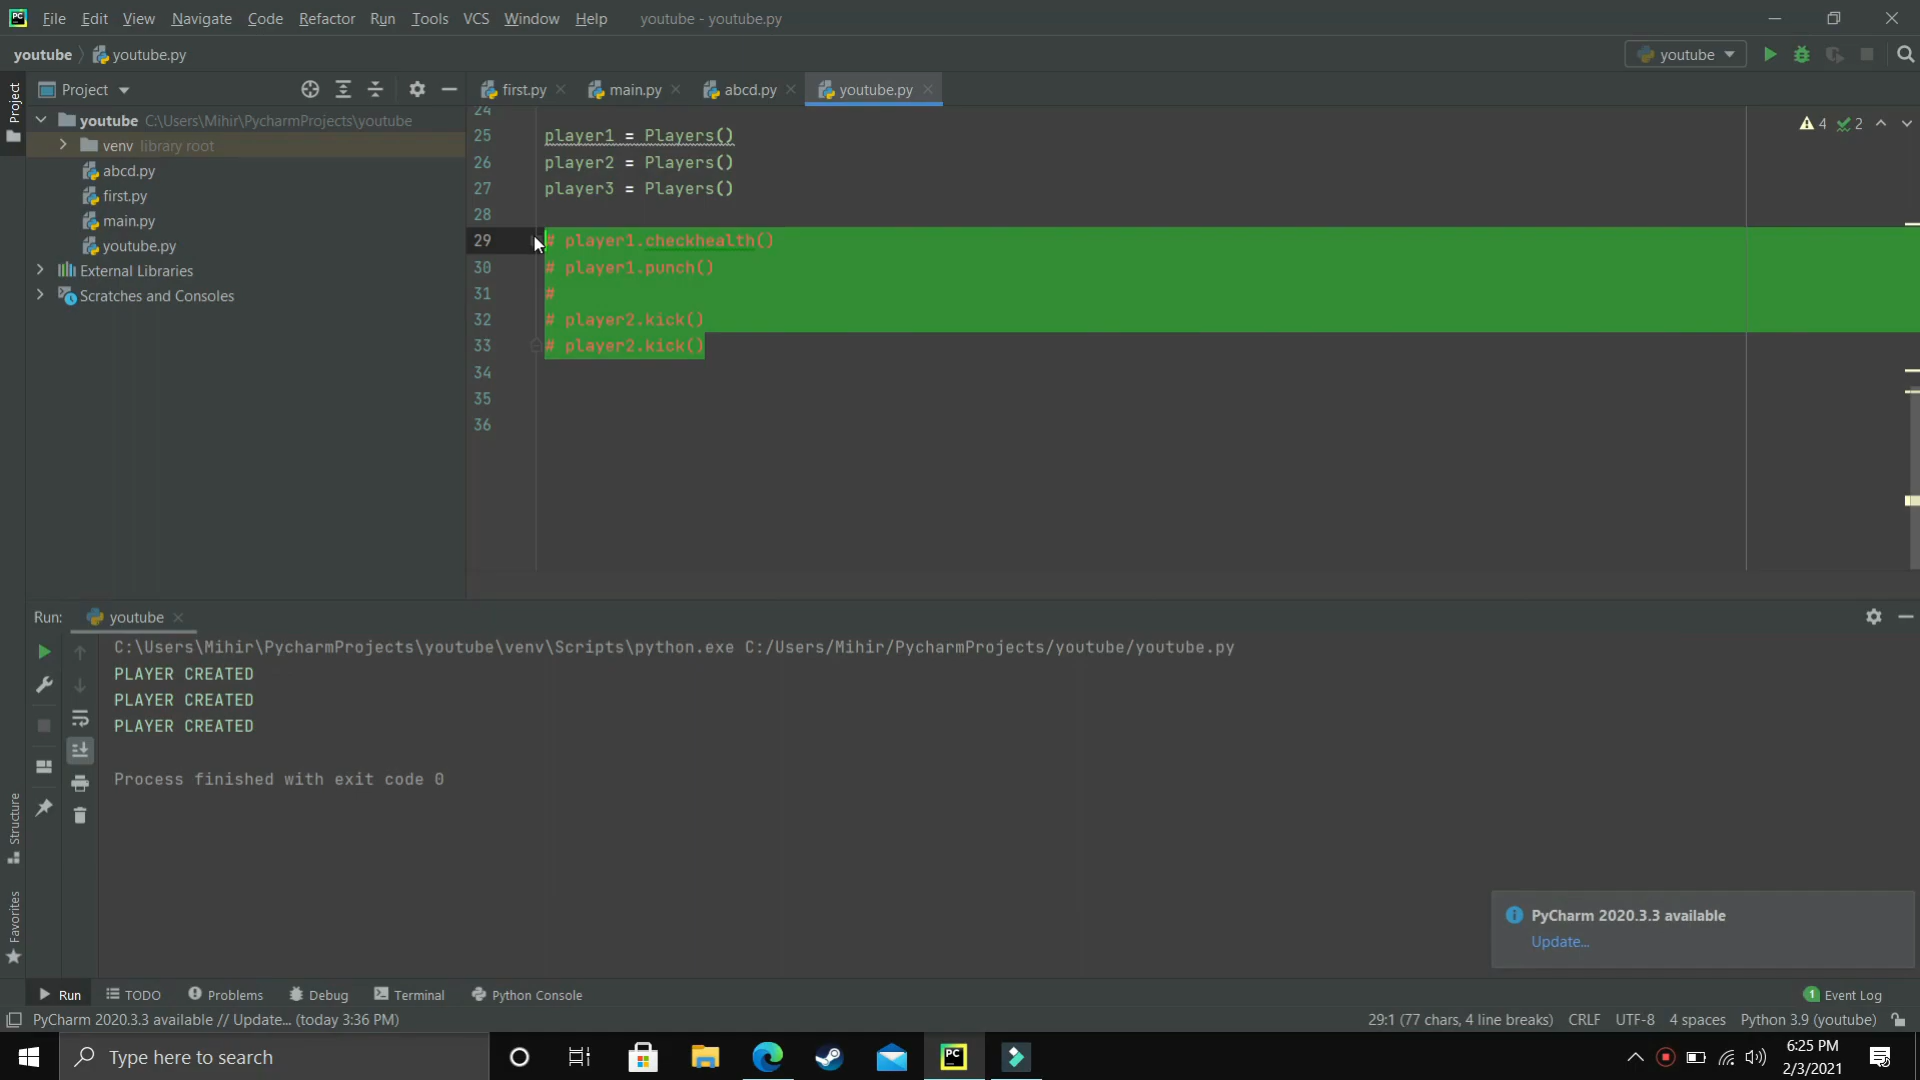 PC File Edit View Navigate Code Refactor Run Tools VCS Window Help youtube - youtube.py
youtube youtube.py
youtube
Project
Project
first.py main.py abcd.py youtube.py
youtube C:\Users\Mihir\PycharmProjects\youtube
venv library root
abcd.py
first.py
main.py
youtube.py
External Libraries
Scratches and Consoles
4 2
24
25 player1 = Players()
26 player2 = Players()
27 player3 = Players()
28
29 # player1.checkhealth()
30 # player1.punch()
31 #
32 # player2.kick()
33 # player2.kick()
34
35
36
Run: youtube
C:\Users\Mihir\PycharmProjects\youtube\venv\Scripts\python.exe C:/Users/Mihir/PycharmProjects/youtube/youtube.py
PLAYER CREATED
PLAYER CREATED
PLAYER CREATED
Process finished with exit code 0
Structure
Favorites
PyCharm 2020.3.3 available
Update...
Run TODO Problems Debug Terminal Python Console
1 Event Log
PyCharm 2020.3.3 available // Update... (today 3:36 PM)
29:1 (77 chars, 4 line breaks) CRLF UTF-8 4 spaces Python 3.9 (youtube)
Type here to search
PC
6:25 PM
2/3/2021